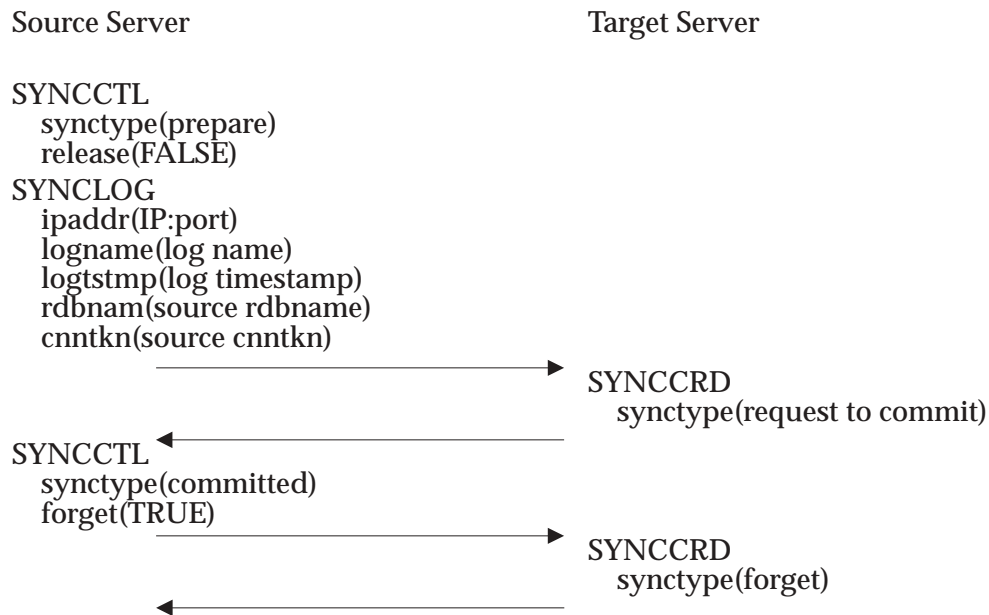 Source Server
Target Server
SYNCCTL
synctype(prepare)
release(FALSE)
SYNCLOG
ipaddr(IP:port)
logname(log name)
logtstmp(log timestamp)
rdbnam(source rdbname)
cnntkn(source cnntkn)
SYNCCRD
synctype(request to commit)
SYNCCTL
synctype(committed)
forget(TRUE)
SYNCCRD
synctype(forget)